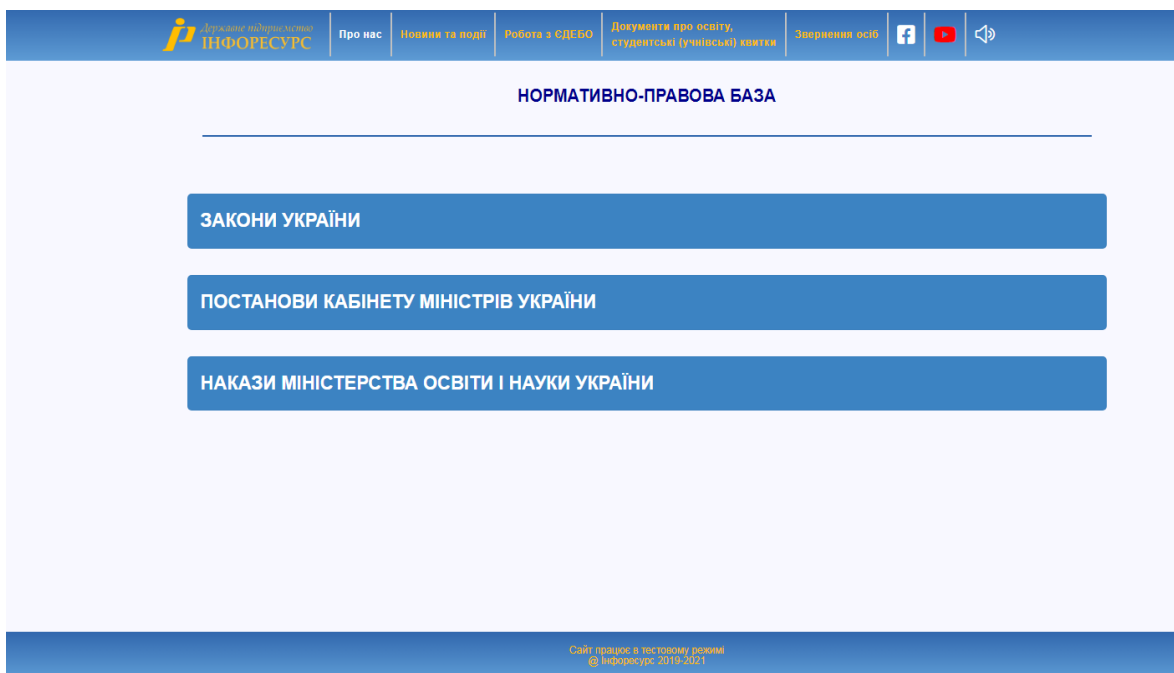 Державне підприємство
ІНФОРЕСУРС
Про нас
Новини та події
Робота з ЄДЕБО
Документи про освіту,
студентські (учнівські) квитки
Звернення осіб
НОРМАТИВНО-ПРАВОВА БАЗА
ЗАКОНИ УКРАЇНИ
ПОСТАНОВИ КАБІНЕТУ МІНІСТРІВ УКРАЇНИ
НАКАЗИ МІНІСТЕРСТВА ОСВІТИ І НАУКИ УКРАЇНИ
Сайт працює в тестовому режимі
@ Інфоресурс 2019-2021